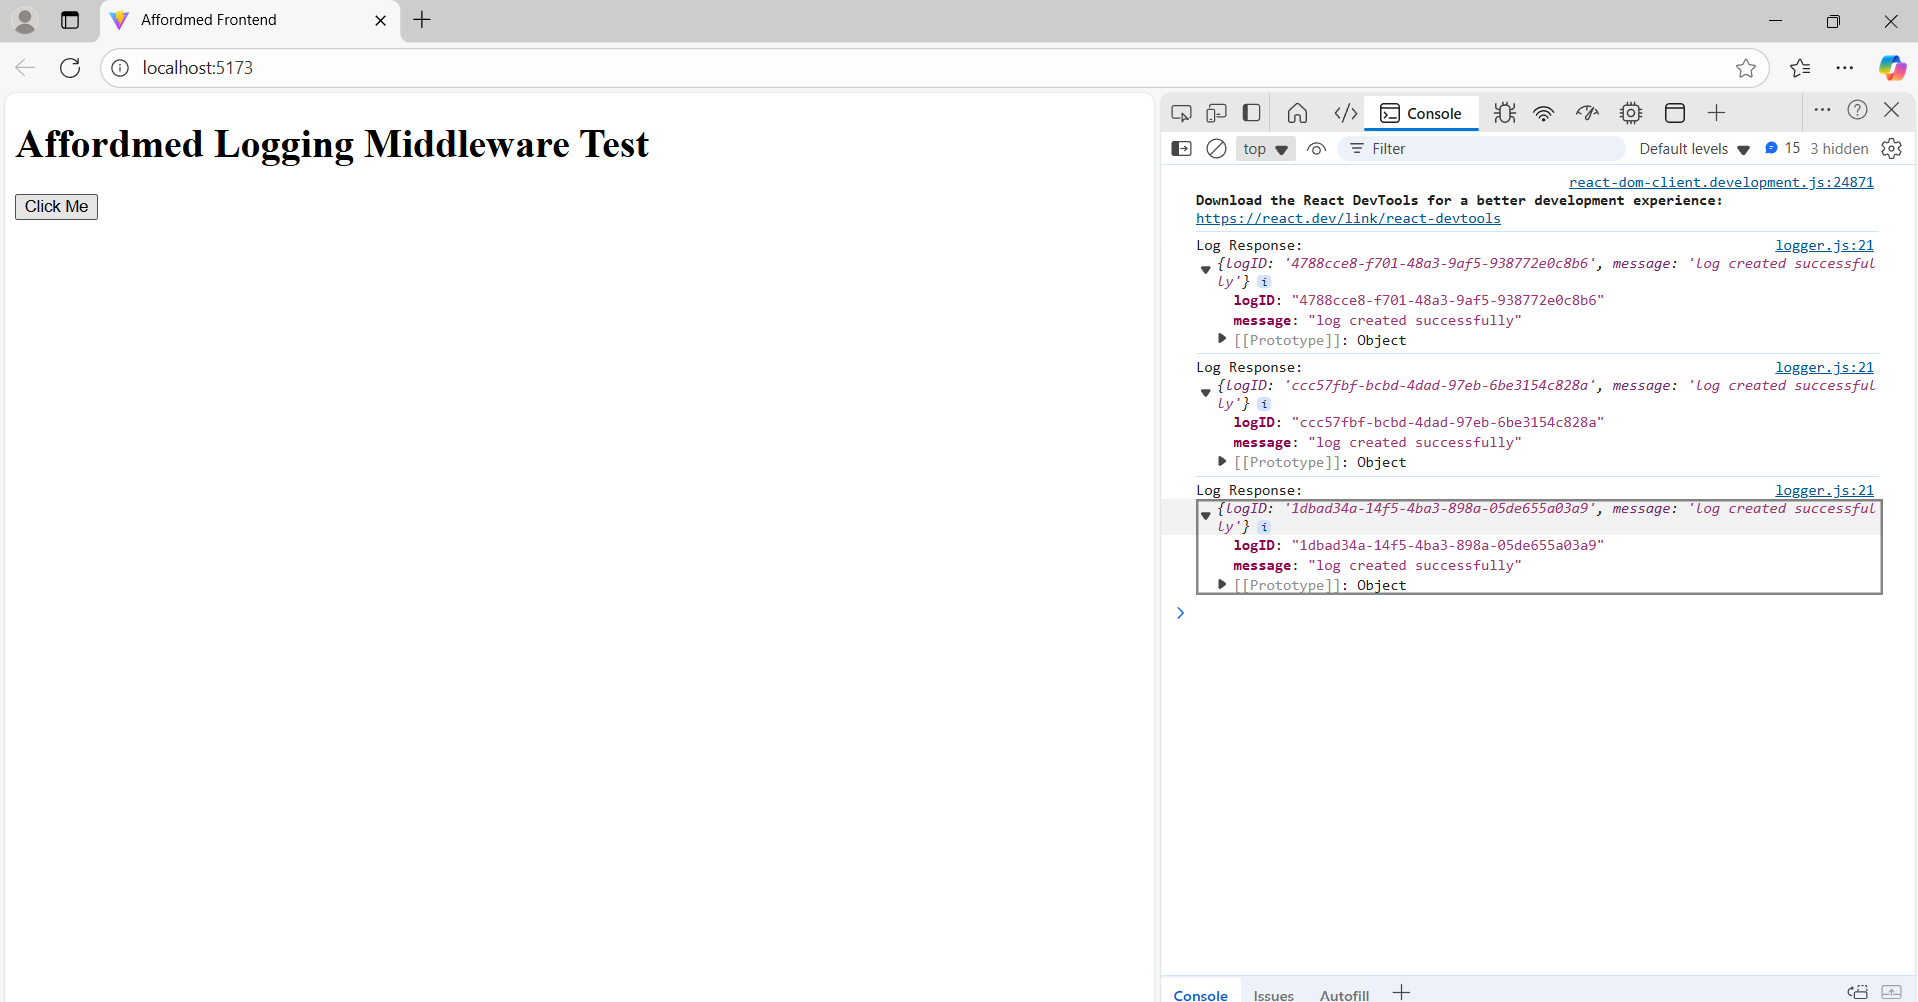 Affordmed Frontend
localhost:5173
Affordmed Logging Middleware Test
Click Me
Console
top
Filter
Default levels
15
3 hidden
react-dom-client.development.js:24871
Download the React DevTools for a better development experience:
https://react.dev/link/react-devtools
Log Response:
logger.js:21
{logID: '4788cce8-f701-48a3-9af5-938772e0c8b6', message: 'log created successful
ly'} i
logID: "4788cce8-f701-48a3-9af5-938772e0c8b6"
message: "log created successfully"
[[Prototype]]: Object
Log Response:
logger.js:21
{logID: 'ccc57fbf-bcbd-4dad-97eb-6be3154c828a', message: 'log created successful
ly'} i
logID: "ccc57fbf-bcbd-4dad-97eb-6be3154c828a"
message: "log created successfully"
[[Prototype]]: Object
Log Response:
logger.js:21
{logID: '1dbad34a-14f5-4ba3-898a-05de655a03a9', message: 'log created successful
ly'} i
logID: "1dbad34a-14f5-4ba3-898a-05de655a03a9"
message: "log created successfully"
[[Prototype]]: Object
Console
Issues
Autofill